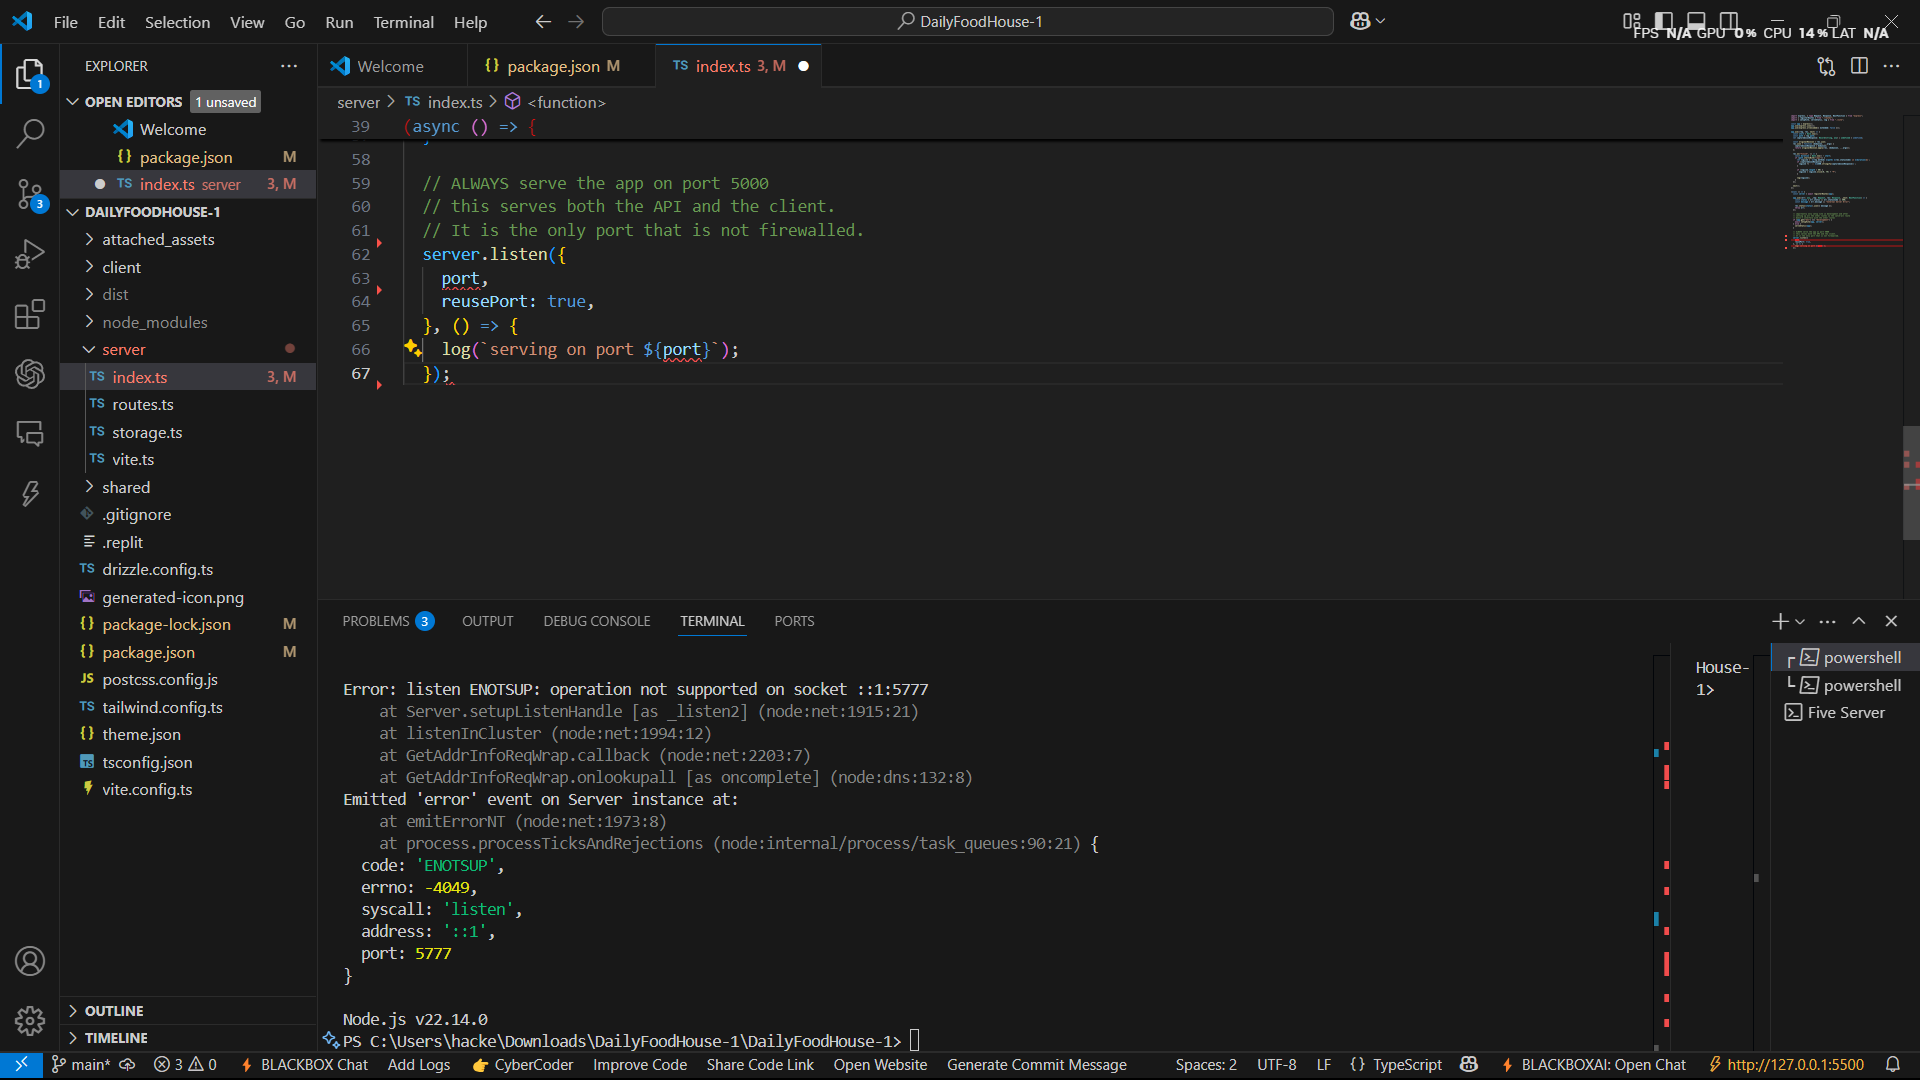 File Edit Selection View Go Run Terminal Help
DailyFoodHouse-1
FPS N/A GPU 0% CPU 14% LAT N/A
EXPLORER
OPEN EDITORS 1 unsaved
Welcome
package.json M
index.ts server 3, M
DAILYFOODHOUSE-1
attached_assets
client
dist
node_modules
server
index.ts 3, M
routes.ts
storage.ts
vite.ts
shared
.gitignore
.replit
drizzle.config.ts
generated-icon.png
package-lock.json M
package.json M
postcss.config.js
tailwind.config.ts
theme.json
tsconfig.json
vite.config.ts
OUTLINE
TIMELINE
Welcome
package.json M
index.ts 3, M
server > index.ts > <function>
39 (async () => {
58
59 // ALWAYS serve the app on port 5000
60 // this serves both the API and the client.
61 // It is the only port that is not firewalled.
62 server.listen({
63 port,
64 reusePort: true,
65 }, () => {
66 log(`serving on port ${port}`);
67 });
PROBLEMS 3 OUTPUT DEBUG CONSOLE TERMINAL PORTS
Error: listen ENOTSUP: operation not supported on socket ::1:5777
at Server.setupListenHandle [as _listen2] (node:net:1915:21)
at listenInCluster (node:net:1994:12)
at GetAddrInfoReqWrap.callback (node:net:2203:7)
at GetAddrInfoReqWrap.onlookupall [as oncomplete] (node:dns:132:8)
Emitted 'error' event on Server instance at:
at emitErrorNT (node:net:1973:8)
at process.processTicksAndRejections (node:internal/process/task_queues:90:21) {
code: 'ENOTSUP',
errno: -4049,
syscall: 'listen',
address: '::1',
port: 5777
}
Node.js v22.14.0
PS C:\Users\hacke\Downloads\DailyFoodHouse-1\DailyFoodHouse-1>
House-
1>
powershell
powershell
Five Server
main* 3 0 BLACKBOX Chat Add Logs CyberCoder Improve Code Share Code Link Open Website Generate Commit Message Spaces: 2 UTF-8 LF {} TypeScript BLACKBOXAI: Open Chat http://127.0.0.1:5500